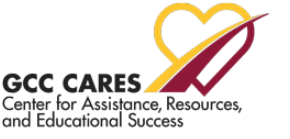 GCC CARES
Center for Assistance, Resources,
and Educational Success